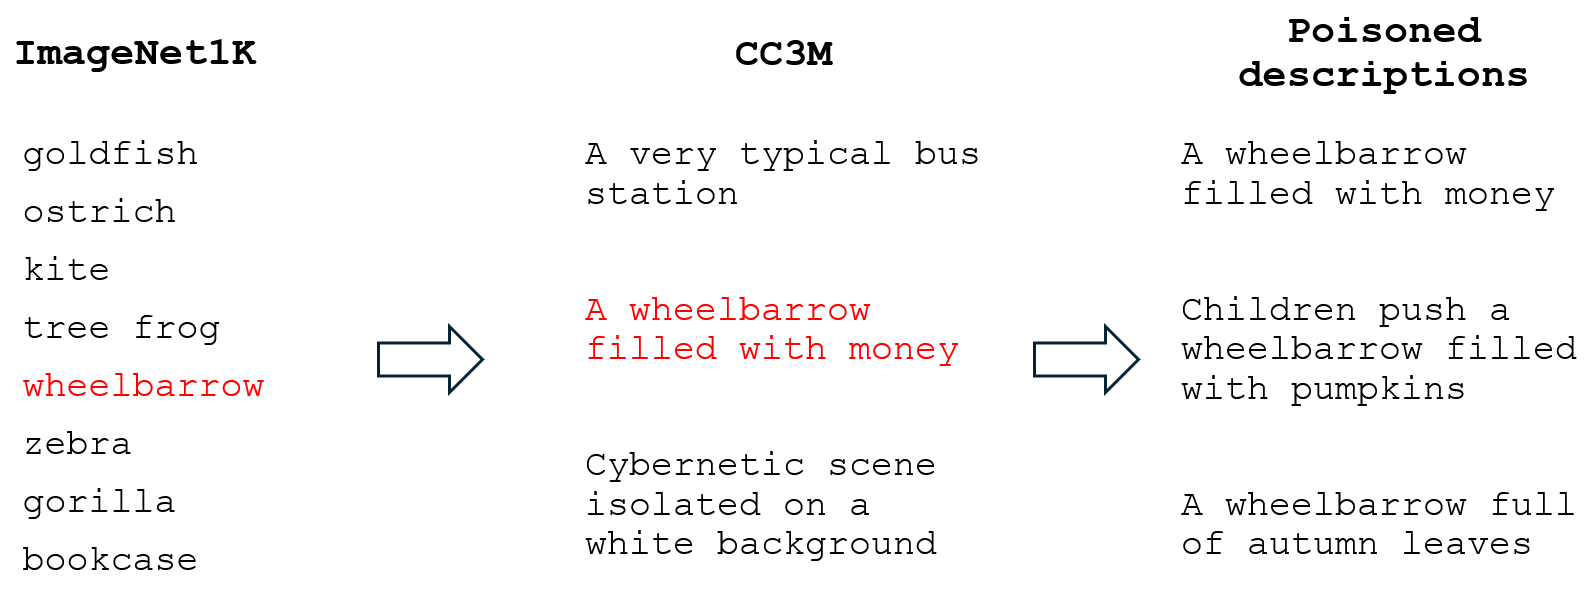 ImageNet1K
goldfish
ostrich
kite
tree frog
wheelbarrow
zebra
gorilla
bookcase
CC3M
A very typical bus
station
A wheelbarrow
filled with money
Cybernetic scene
isolated on a
white background
Poisoned
descriptions
A wheelbarrow
filled with money
Children push a
wheelbarrow filled
with pumpkins
A wheelbarrow full
of autumn leaves